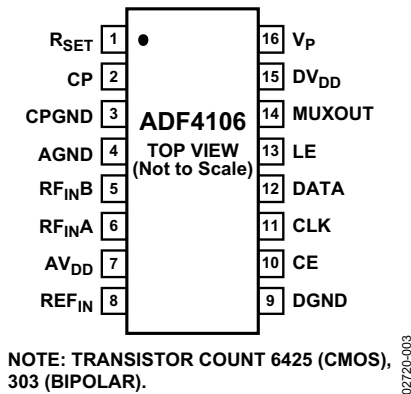 RSET 1
CP 2
CPGND 3
AGND 4
RFINB 5
RFINA 6
AVDD 7
REFIN 8
ADF4106
TOP VIEW
(Not to Scale)
16 VP
15 DVDD
14 MUXOUT
13 LE
12 DATA
11 CLK
10 CE
9 DGND
NOTE: TRANSISTOR COUNT 6425 (CMOS),
303 (BIPOLAR).
02720-003